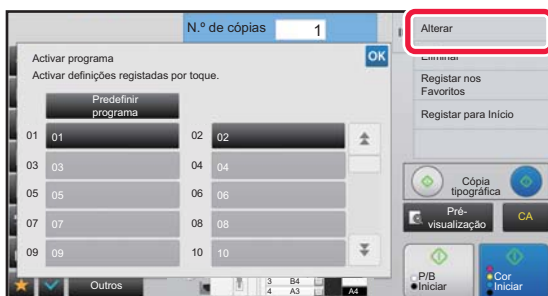 N.º de cópias 1
Alterar
OK
Activar programa
Activar definições registadas por toque.
Eliminar
Registar nos
Favoritos
Registar para Início
Predefinir
programa
01 01 02 02
03 03 04 04
05 05 06 06
07 07 08 08
09 09 10 10
Cópia
tipográfica
Pré-
visualização
CA
P/B
Iniciar
Cor
Iniciar
Outros
3 B4
4 A3
A4